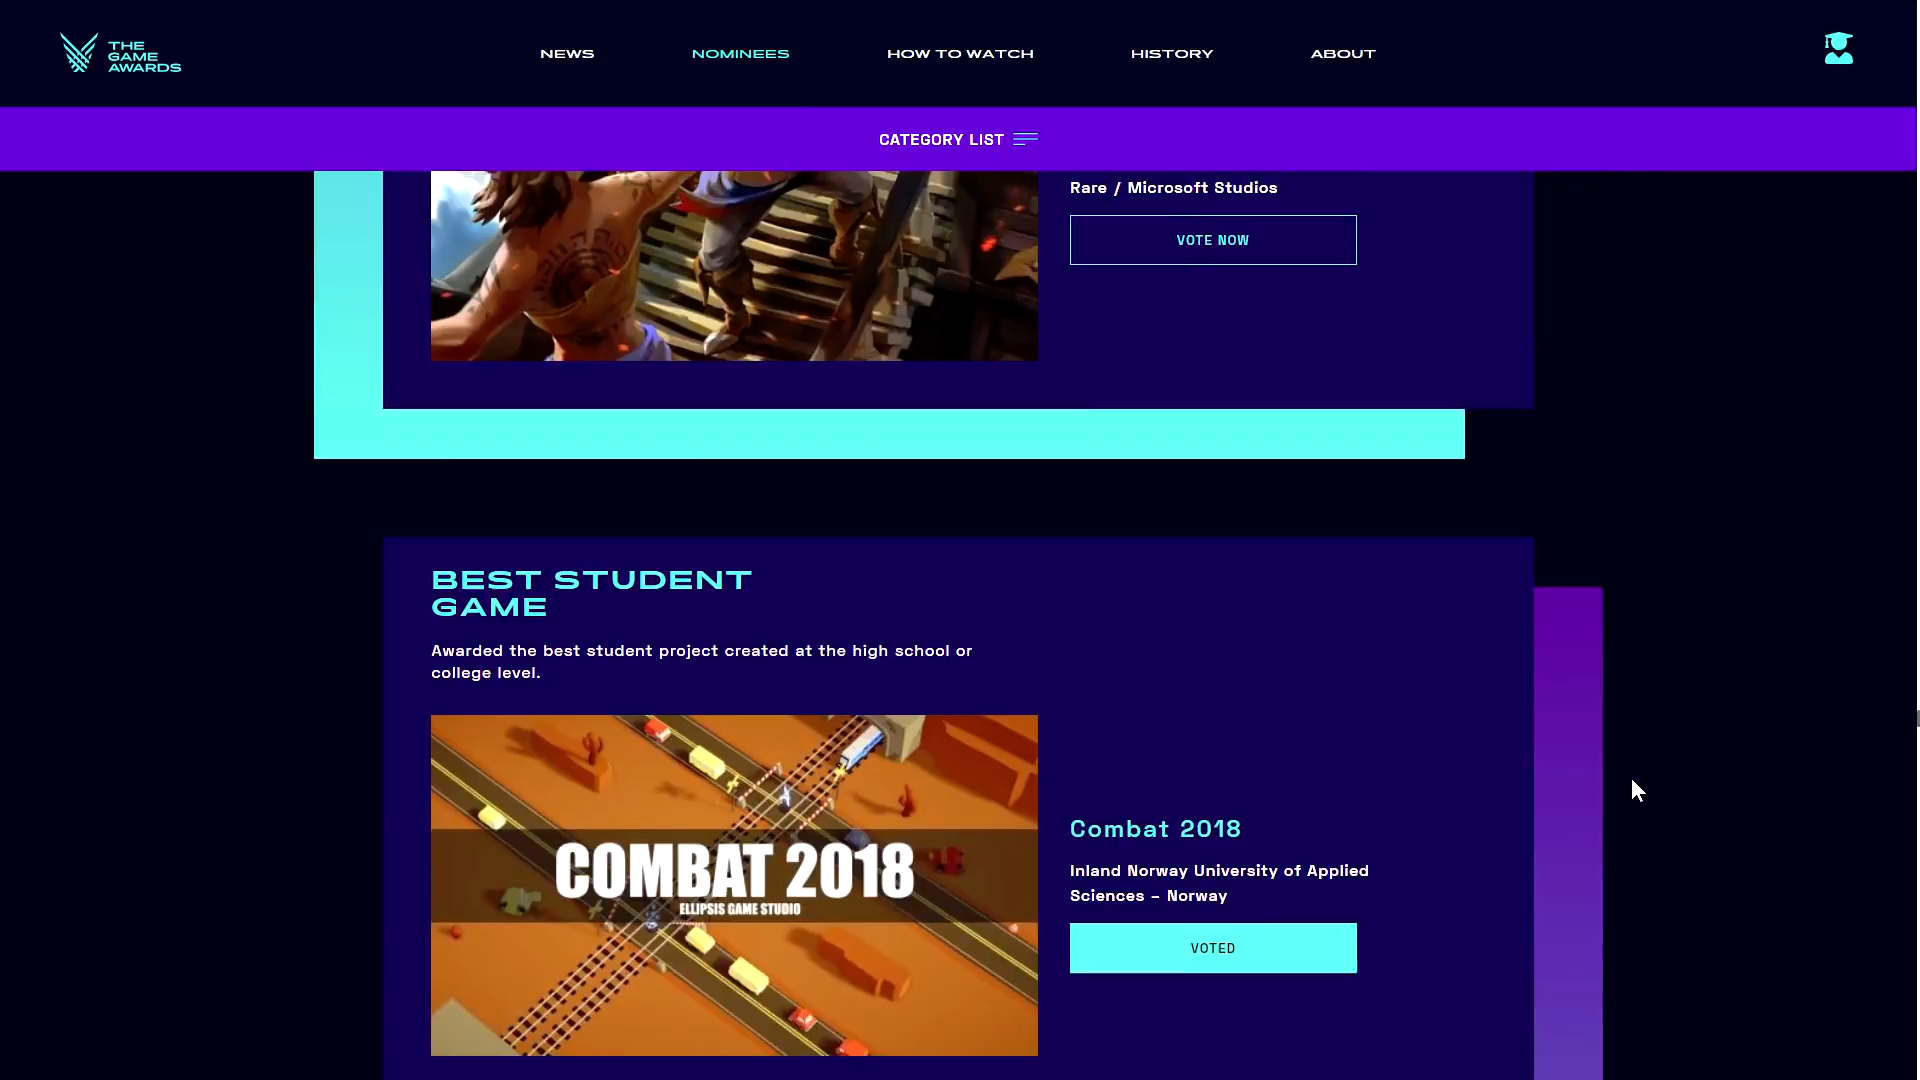 THE
GAME
AWARDS
NEWS
NOMINEES
HOW TO WATCH
HISTORY
ABOUT
CATEGORY LIST
Rare / Microsoft Studios
VOTE NOW
BEST STUDENT
GAME
Awarded the best student project created at the high school or
college level.
COMBAT 2018
ELLIPSIS GAME STUDIO
Combat 2018
Inland Norway University of Applied
Sciences – Norway
VOTED